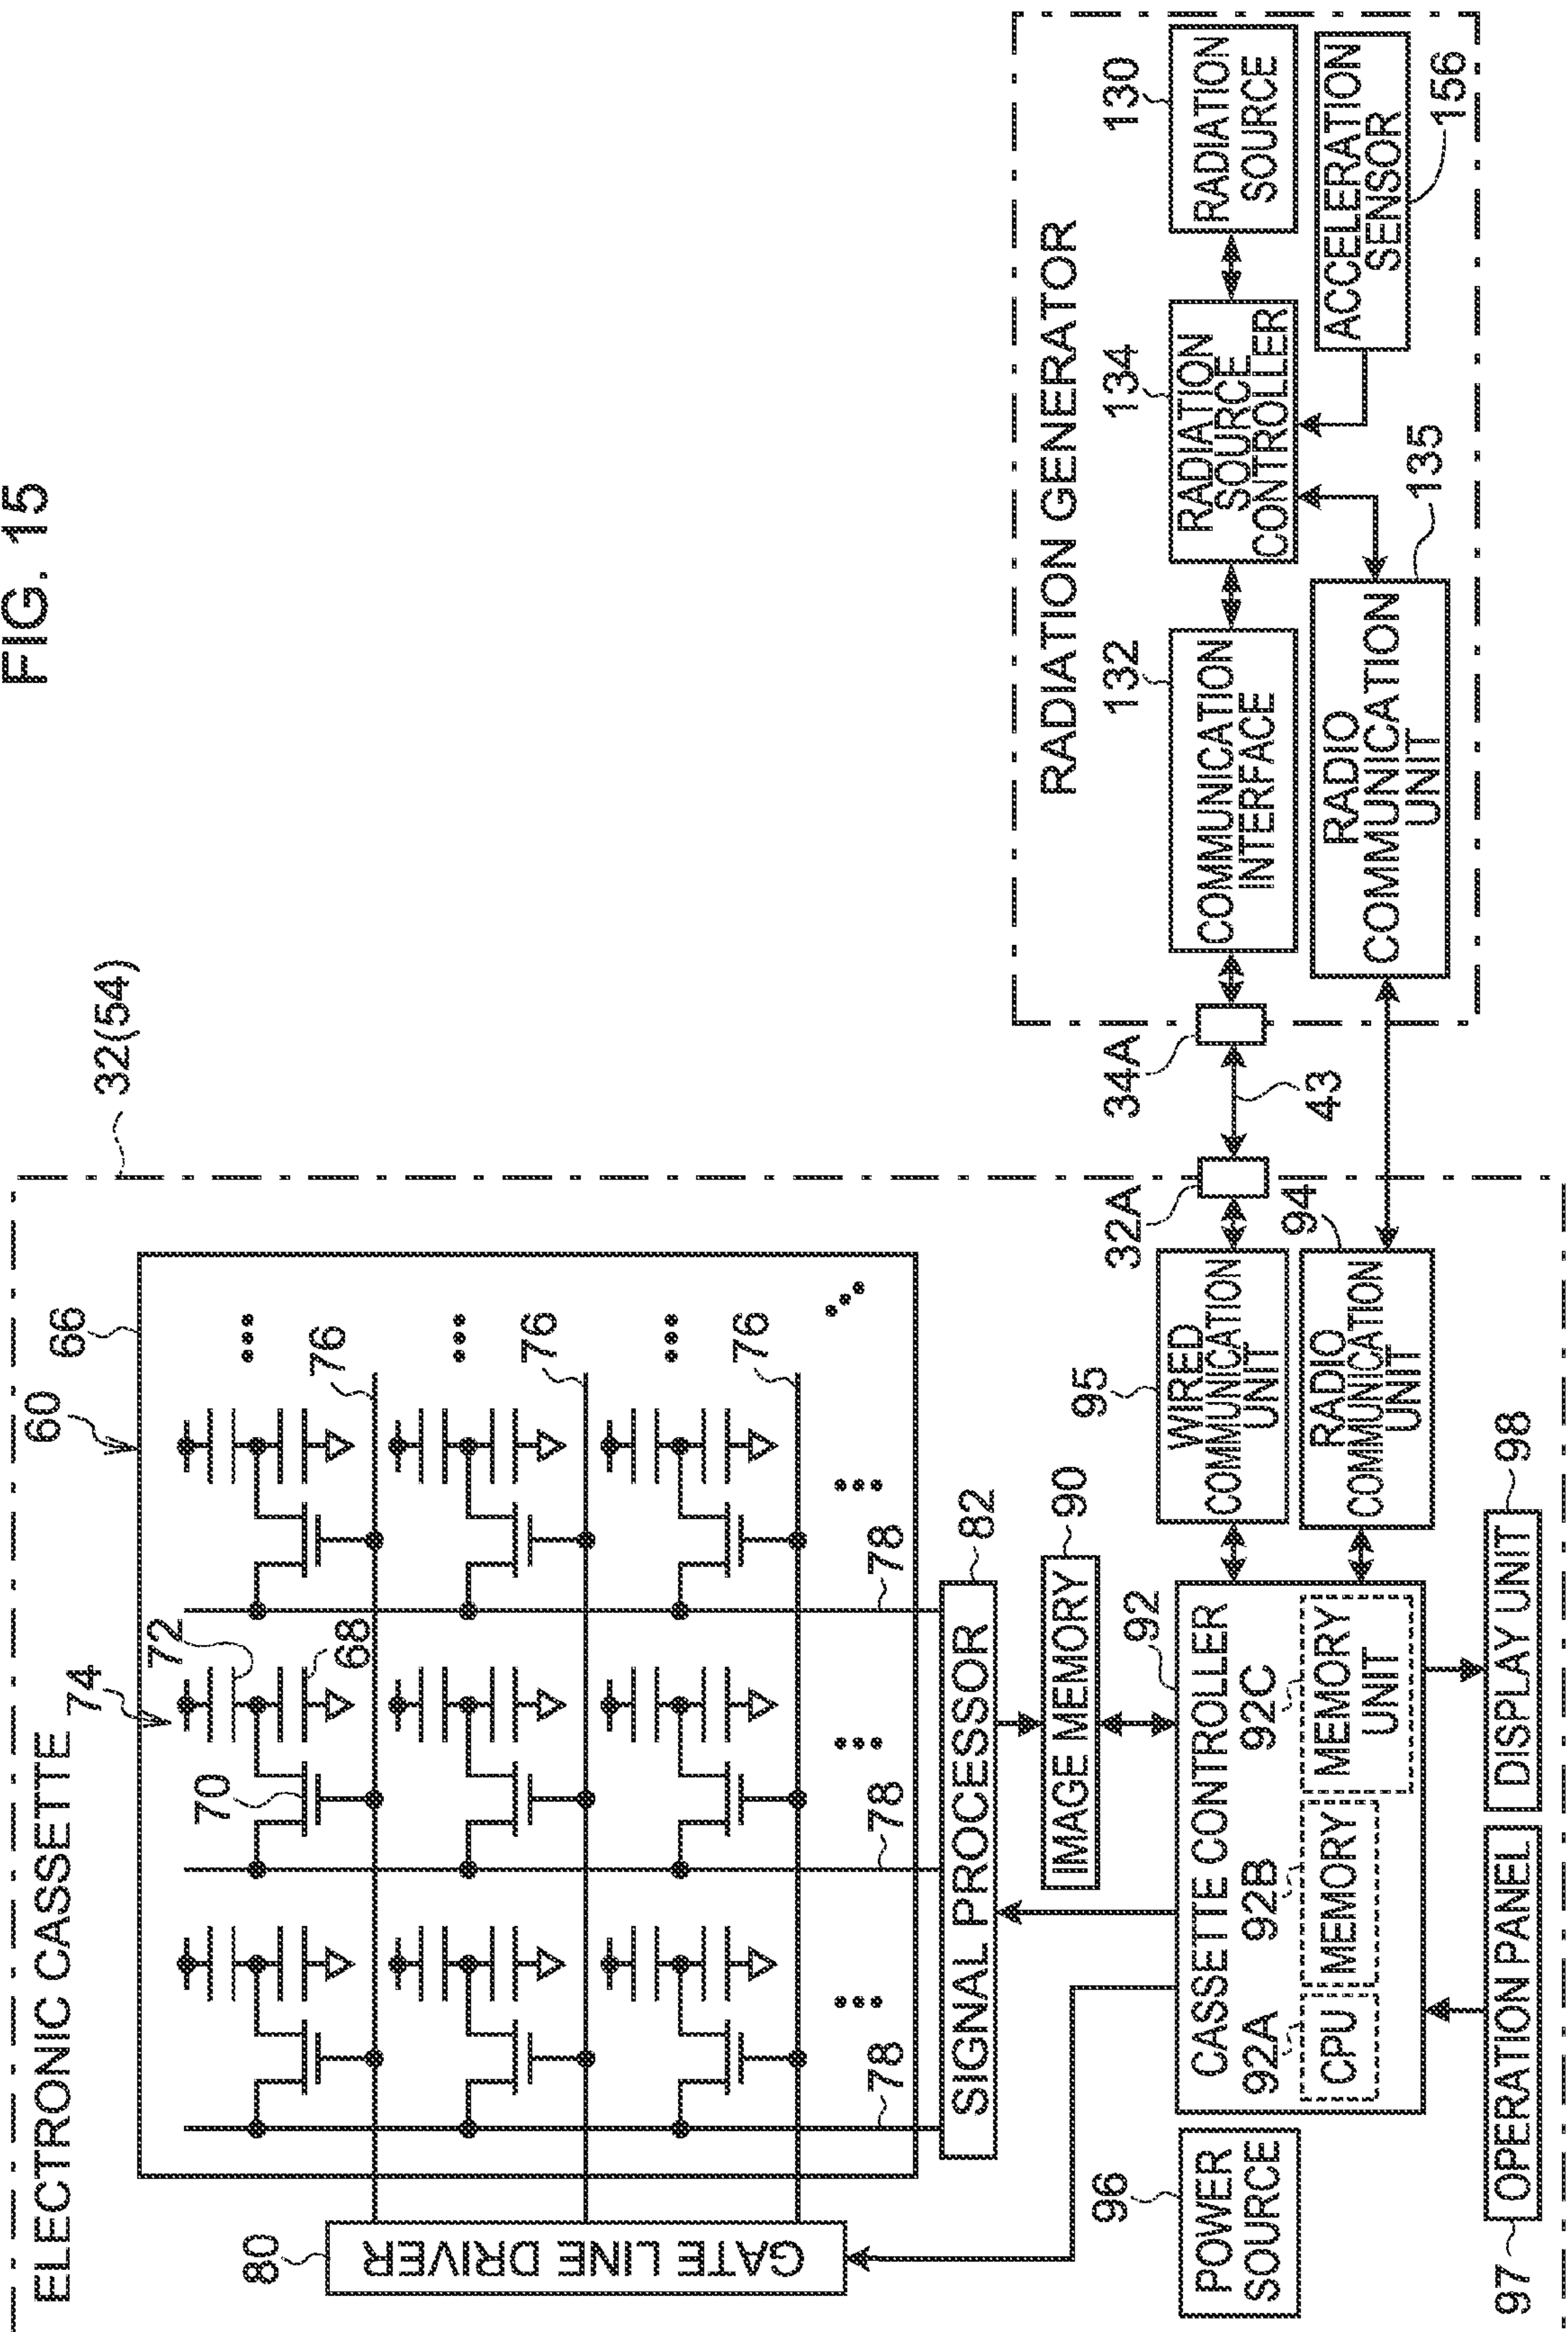 FIG. 15
ELECTRONIC CASSETTE
32(54)
60
66
74
72
70
68
76
76
76
78
78
78
80
GATE LINE DRIVER
SIGNAL PROCESSOR
82
IMAGE MEMORY
90
CASSETTE CONTROLLER
92
92A
CPU
92B
MEMORY
92C
MEMORY
UNIT
96
POWER
SOURCE
97
OPERATION PANEL
DISPLAY UNIT
98
95
WIRED
COMMUNICATION
UNIT
94
RADIO
COMMUNICATION
UNIT
32A
43
34A
RADIATION GENERATOR
132
COMMUNICATION
INTERFACE
134
RADIATION
SOURCE
CONTROLLER
130
RADIATION
SOURCE
RADIO
COMMUNICATION
UNIT
135
ACCELERATION
SENSOR
156